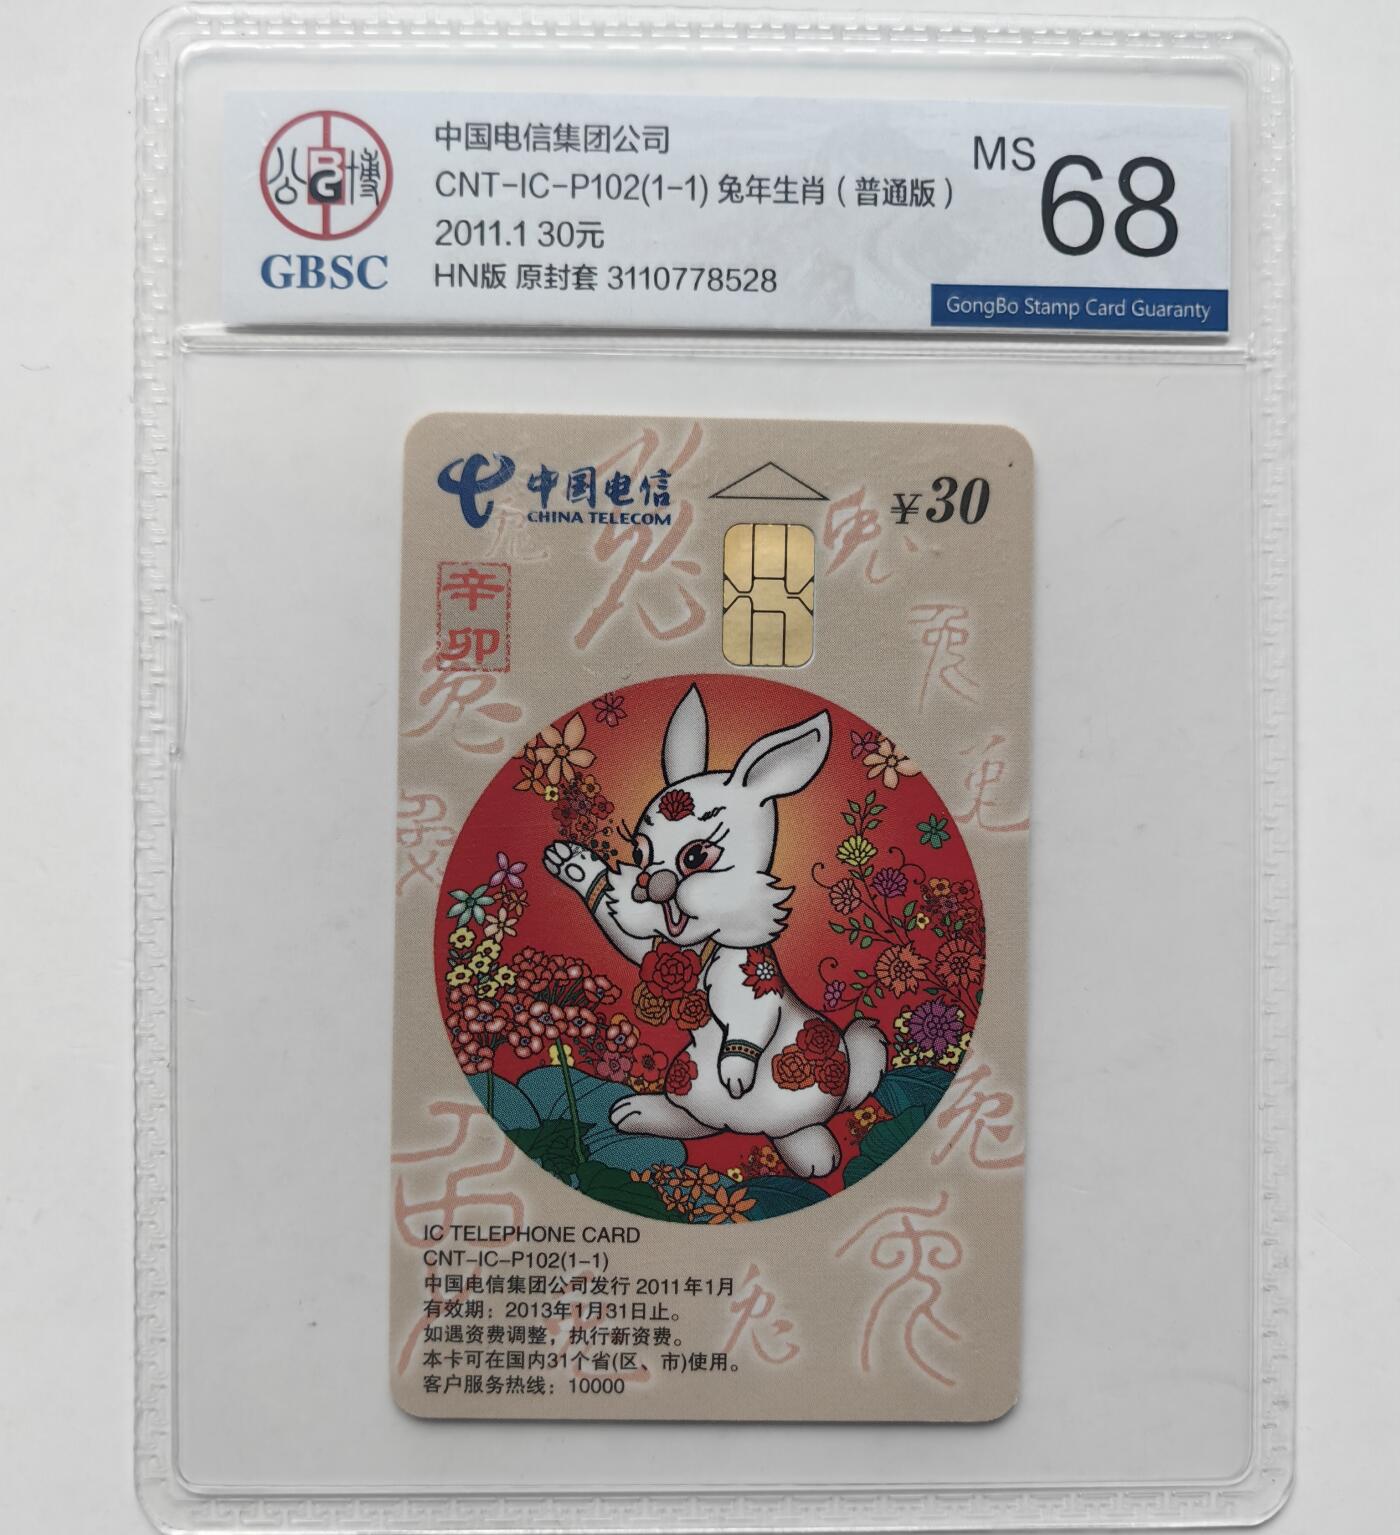 公博
BG
GBSC
中国电信集团公司
CNT-IC-P102(1-1) 兔年生肖 ( 普通版 )
2011.1 30元
HN版 原封套 3110778528
MS 68
GongBo Stamp Card Guaranty
中国电信
CHINA TELECOM
¥30
辛
卯
兔
IC TELEPHONE CARD
CNT-IC-P102(1-1)
中国电信集团公司发行 2011年1月
有效期：2013年1月31日止。
如遇资费调整，执行新资费。
本卡可在国内31个省(区、市)使用。
客户服务热线：10000